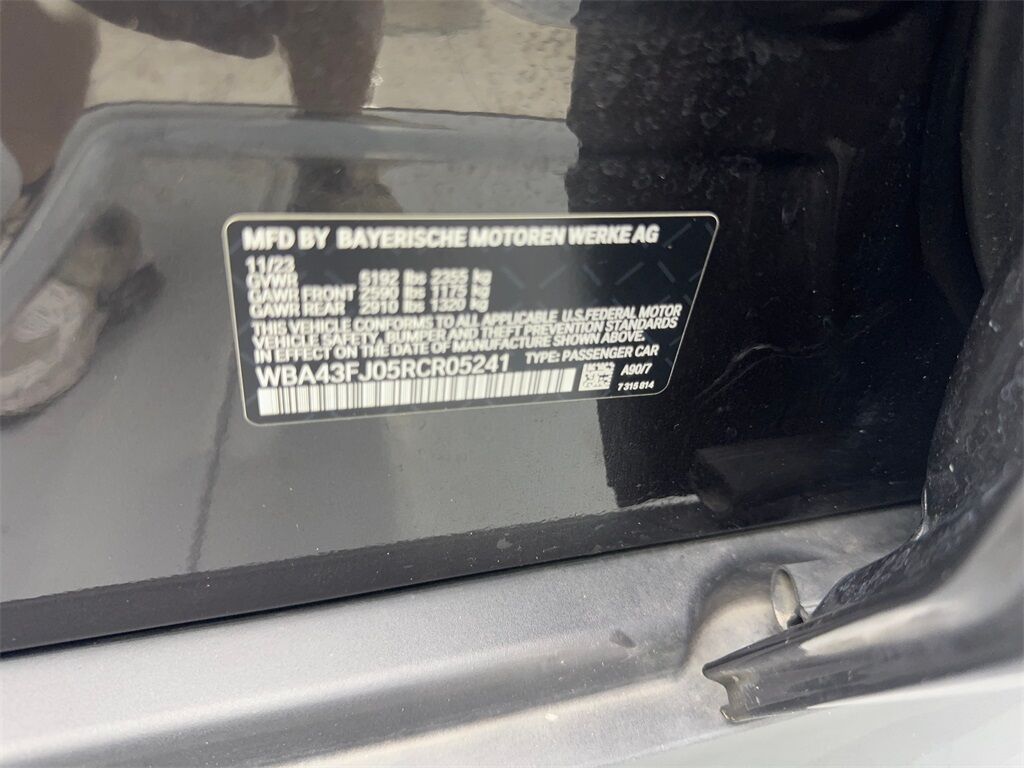 MFD BY BAYERISCHE MOTOREN WERKE AG
11/23
GVWR 5192 lbs 2355 kg
GAWR FRONT 2590 lbs 1175 kg
GAWR REAR 2910 lbs 1320 kg
THIS VEHICLE CONFORMS TO ALL APPLICABLE U.S.FEDERAL MOTOR
VEHICLE SAFETY, BUMPER, AND THEFT PREVENTION STANDARDS
IN EFFECT ON THE DATE OF MANUFACTURE SHOWN ABOVE.
WBA43FJ05RCR05241 TYPE: PASSENGER CAR
A90/7
7 315 814